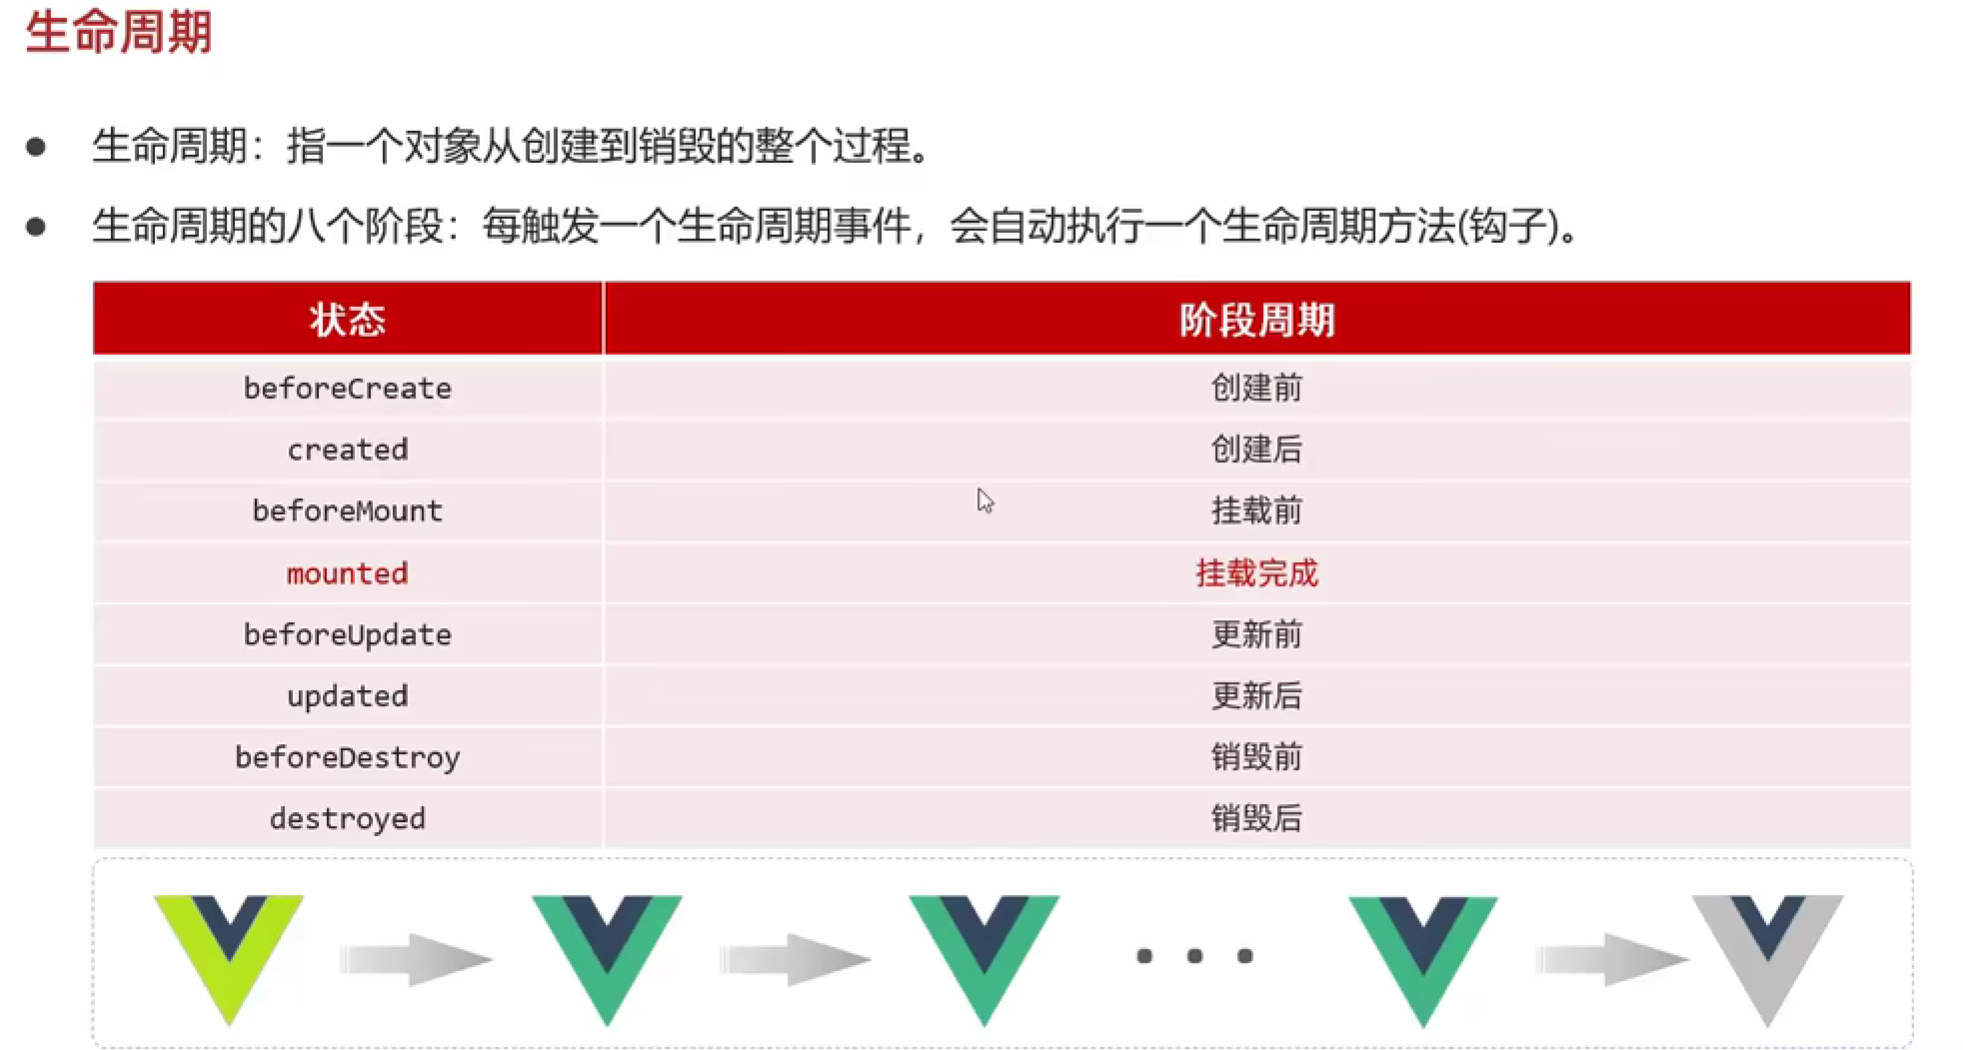 生命周期
● 生命周期：指一个对象从创建到销毁的整个过程。
● 生命周期的八个阶段：每触发一个生命周期事件，会自动执行一个生命周期方法(钩子)。
状态 阶段周期
beforeCreate 创建前
created 创建后
beforeMount 挂载前
mounted 挂载完成
beforeUpdate 更新前
updated 更新后
beforeDestroy 销毁前
destroyed 销毁后